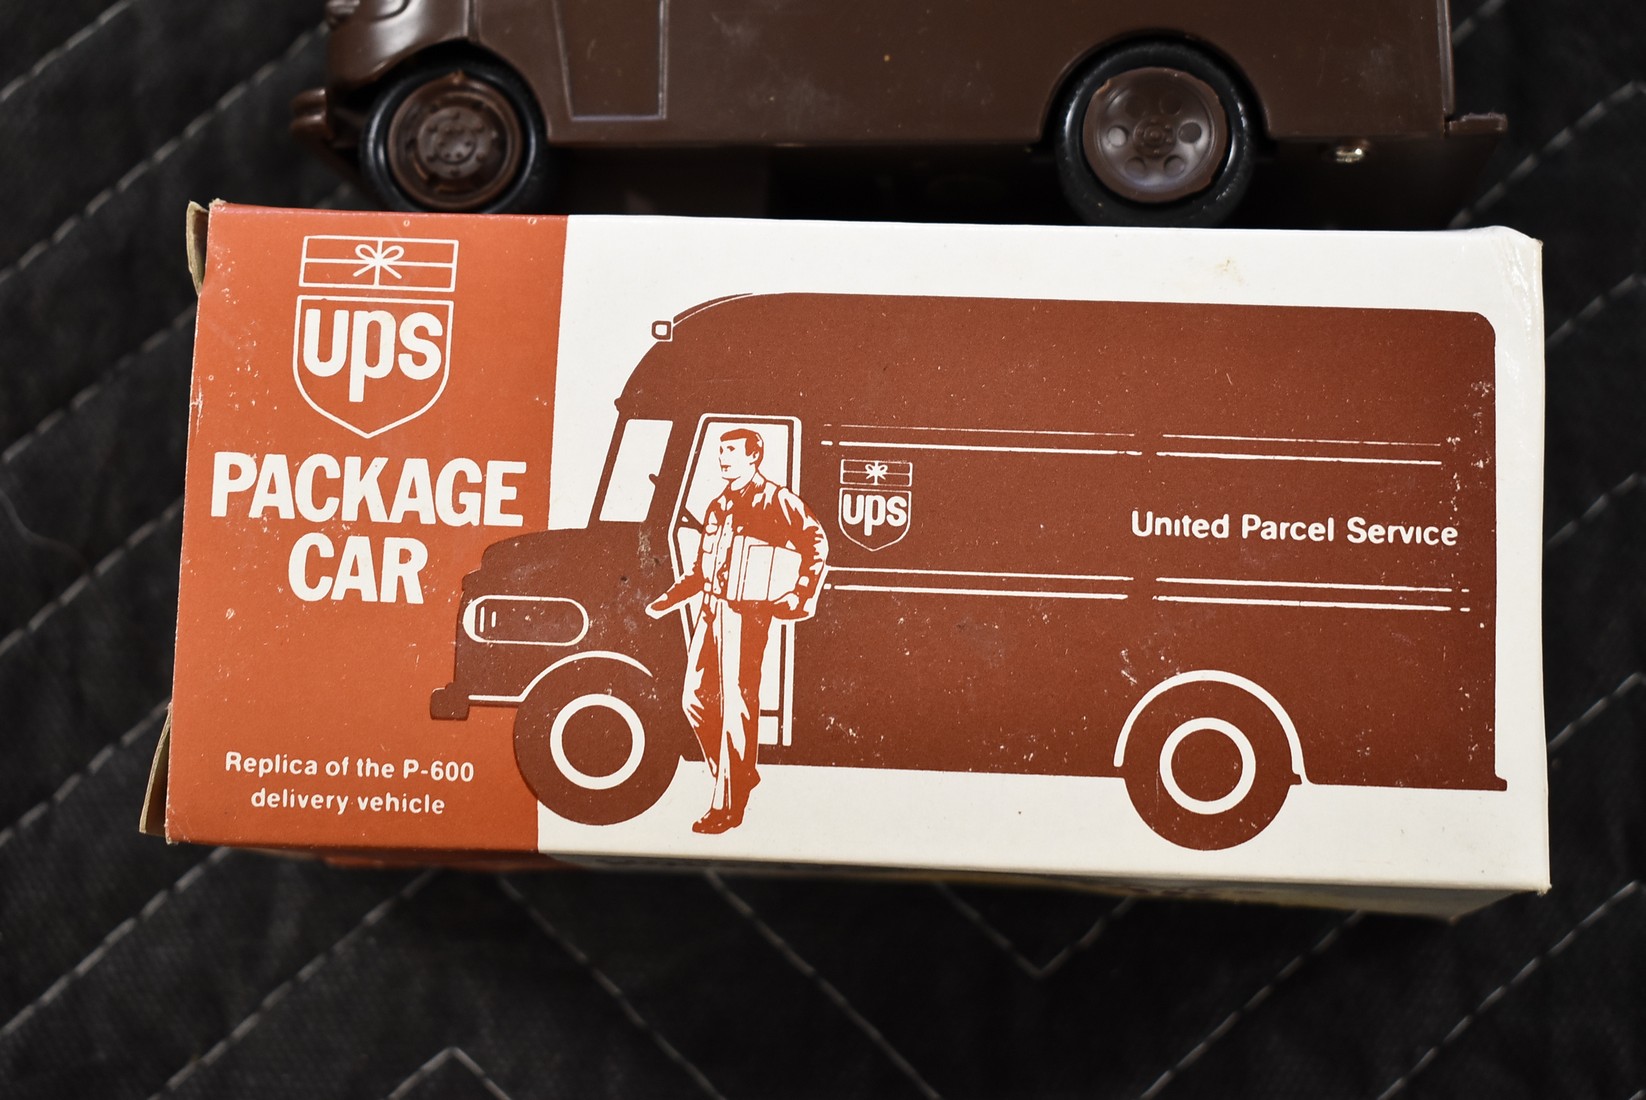 ups
PACKAGE
CAR
Replica of the P-600
delivery vehicle
ups
United Parcel Service